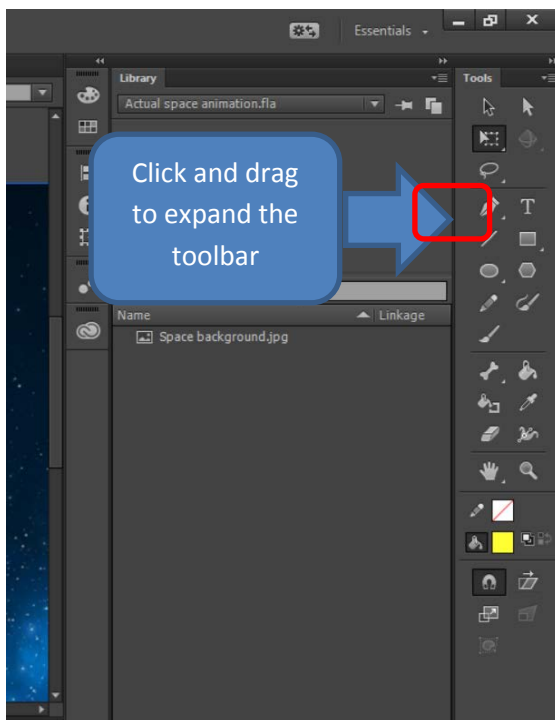 Essentials
Library
Tools
Actual space animation.fla
Click and drag
to expand the
toolbar
T
Name Linkage
Space background.jpg